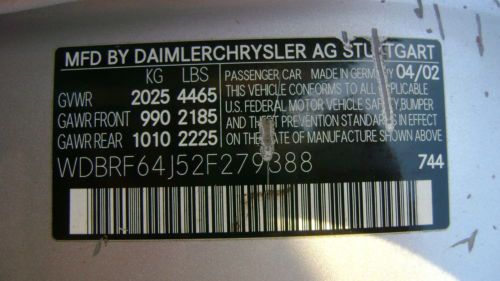 MFD BY DAIMLERCHRYSLER AG STUTTGART
KG LBS
GVWR 2025 4465
GAWR FRONT 990 2185
GAWR REAR 1010 2225
PASSENGER CAR MADE IN GERMANY 04/02
THIS VEHICLE CONFORMS TO ALL APPLICABLE
U.S. FEDERAL MOTOR VEHICLE SAFETY, BUMPER
AND THEFT PREVENTION STANDARDS IN EFFECT
ON THE DATE OF MANUFACTURE SHOWN ABOVE.
WDBRF64J52F279388 744